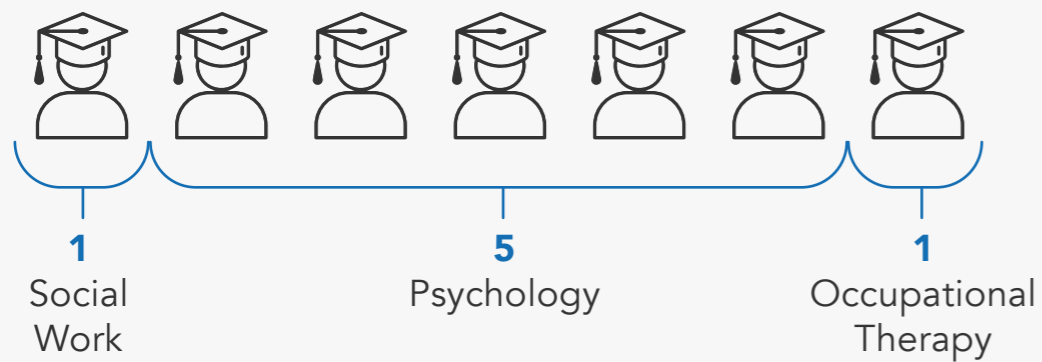 1
Social
Work
5
Psychology
1
Occupational
Therapy